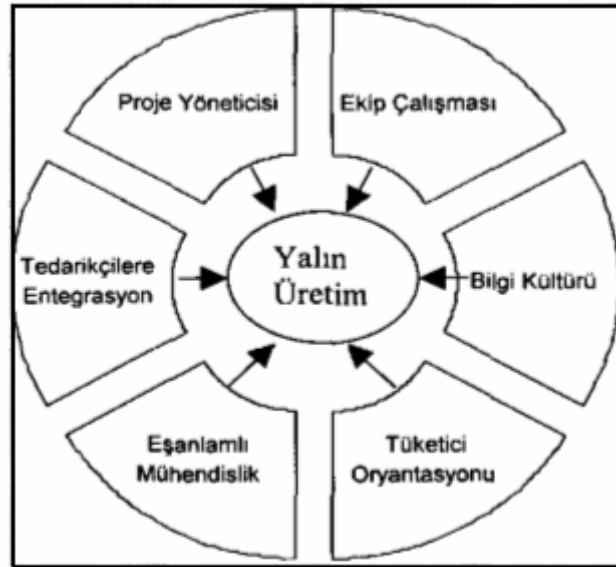 Proje Yöneticisi
Ekip Çalışması
Tedarikçilere
Entegrasyon
Yalın
Üretim
Bilgi Kültürü
Eşanlamlı
Mühendislik
Tüketici
Oryantasyonu